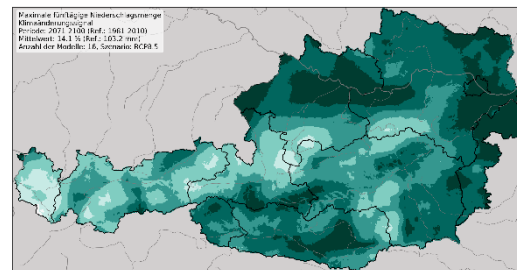 Maximale fünftägige Niederschlagsmenge
Klimaänderungssignal
Periode: 2071-2100 (Ref.: 1981-2010)
Mittelwert: 14.1 % (Ref.: 103.2 mm)
Anzahl der Modelle: 16, Szenario: RCP8.5